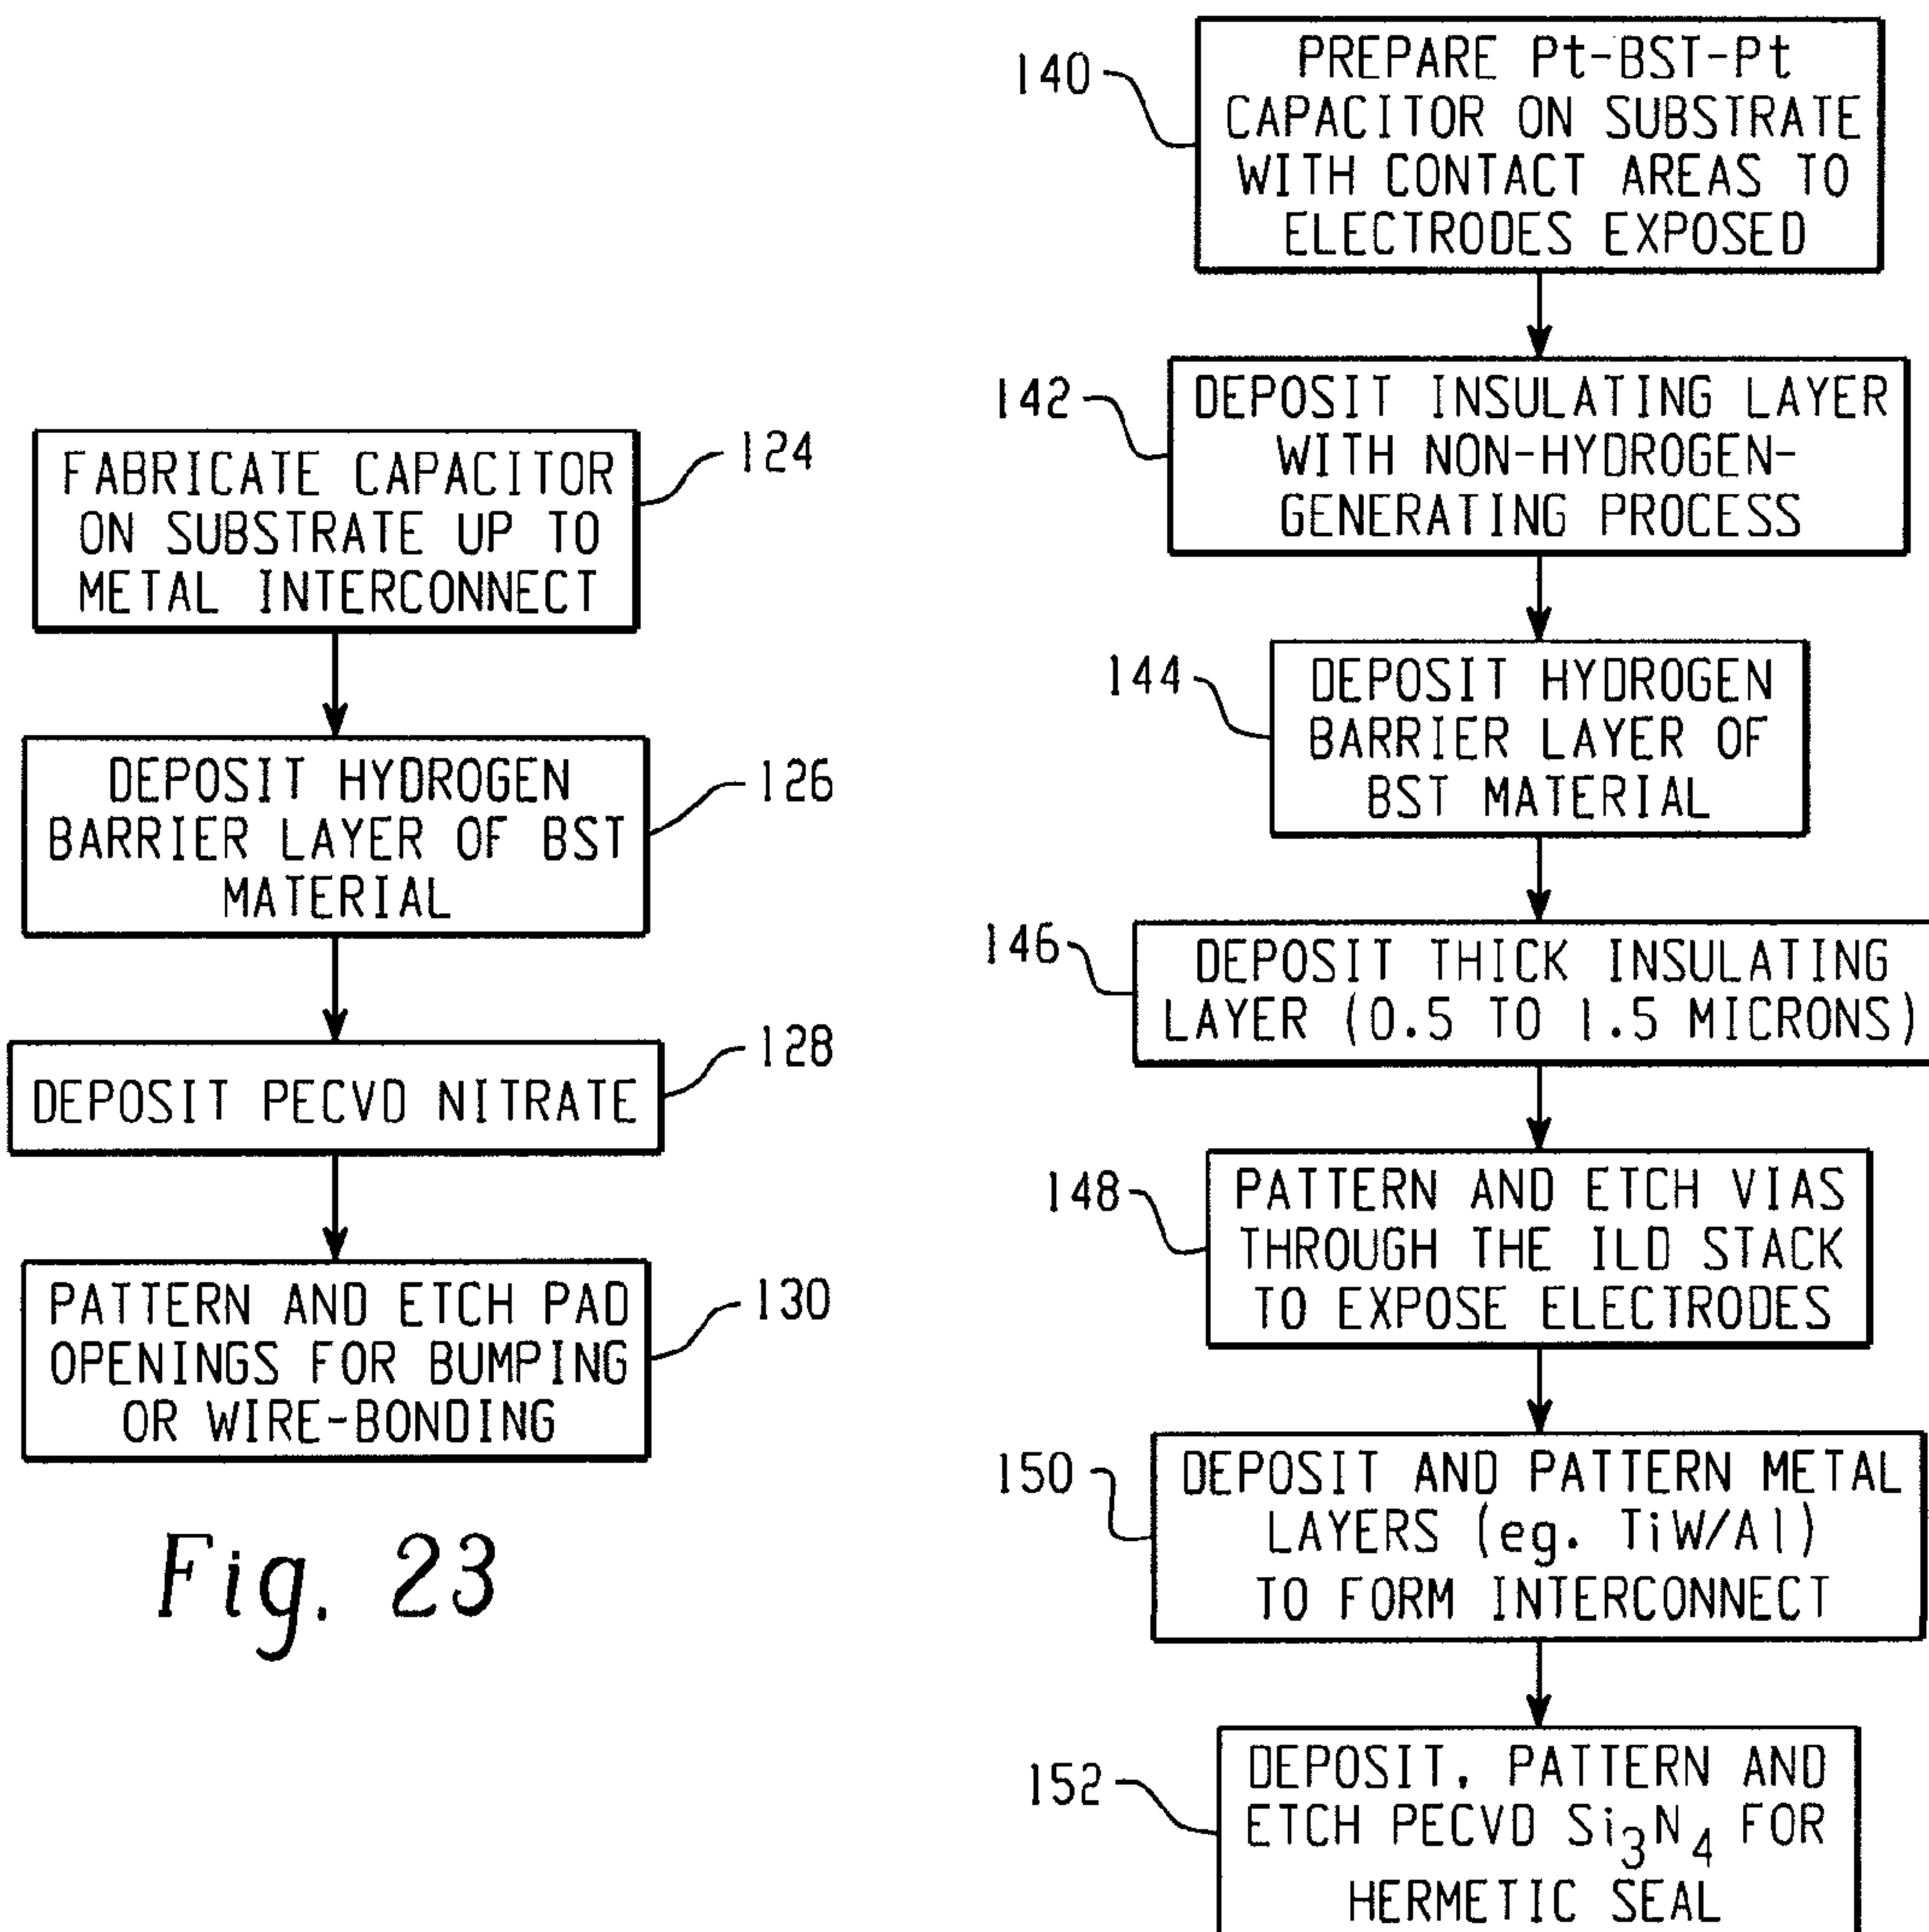 FABRICATE CAPACITOR
ON SUBSTRATE UP TO
METAL INTERCONNECT
124
DEPOSIT HYDROGEN
BARRIER LAYER OF BST
MATERIAL
126
DEPOSIT PECVD NITRATE
128
PATTERN AND ETCH PAD
OPENINGS FOR BUMPING
OR WIRE-BONDING
130
Fig. 23
140
PREPARE Pt-BST-Pt
CAPACITOR ON SUBSTRATE
WITH CONTACT AREAS TO
ELECTRODES EXPOSED
142
DEPOSIT INSULATING LAYER
WITH NON-HYDROGEN-
GENERATING PROCESS
144
DEPOSIT HYDROGEN
BARRIER LAYER OF
BST MATERIAL
146
DEPOSIT THICK INSULATING
LAYER (0.5 TO 1.5 MICRONS)
148
PATTERN AND ETCH VIAS
THROUGH THE ILD STACK
TO EXPOSE ELECTRODES
150
DEPOSIT AND PATTERN METAL
LAYERS (eg. TiW/Al)
TO FORM INTERCONNECT
152
DEPOSIT, PATTERN AND
ETCH PECVD Si₃N₄ FOR
HERMETIC SEAL